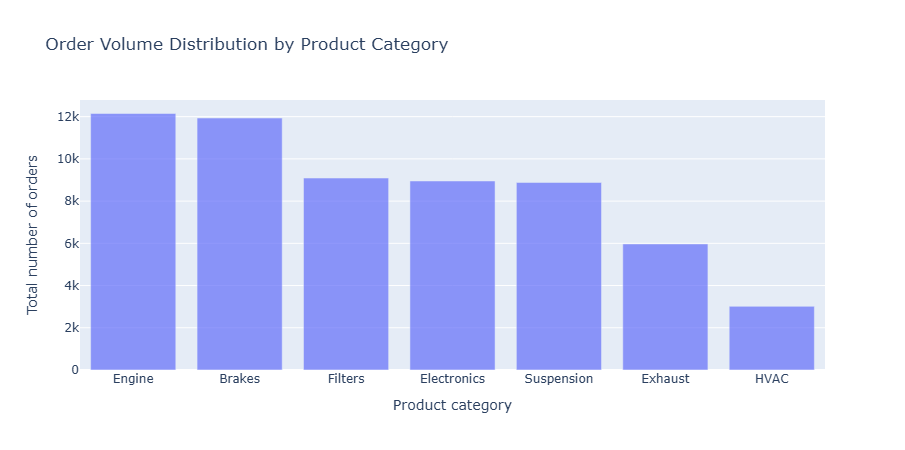 Order Volume Distribution by Product Category
Total number of orders
12k
10k
8k
6k
4k
2k
0
Engine Brakes Filters Electronics Suspension Exhaust HVAC
Product category